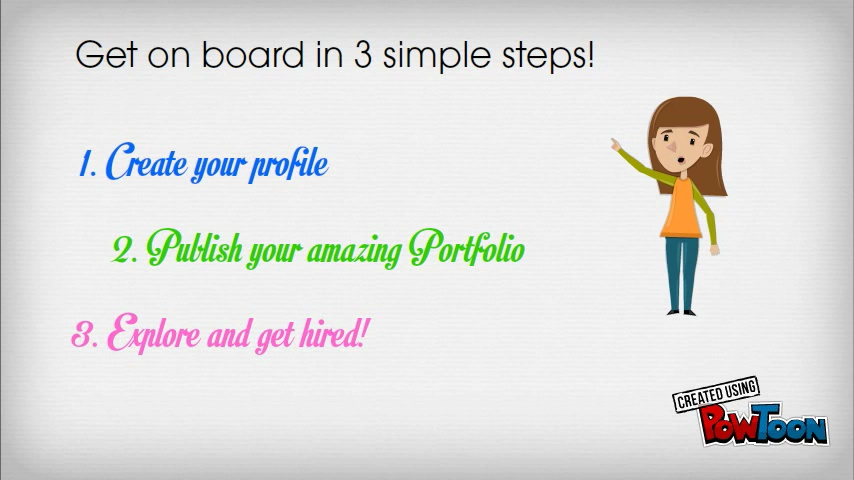 Get on board in 3 simple steps!
1. Create your profile
2. Publish your amazing Portfolio
3. Explore and get hired!
CREATED USING
POWTOON